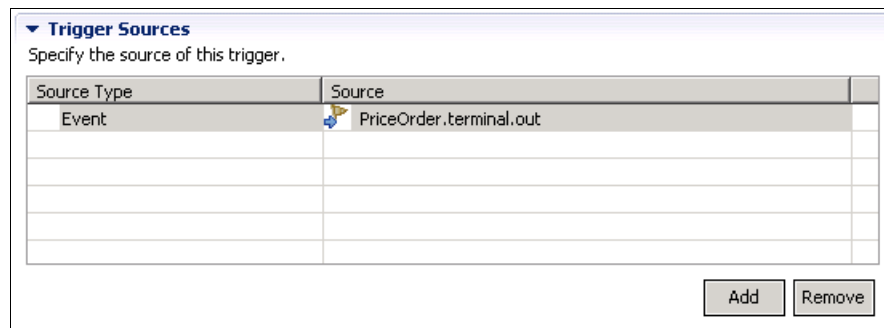 Trigger Sources
Specify the source of this trigger.
Source Type Source
Event PriceOrder.terminal.out
Add Remove